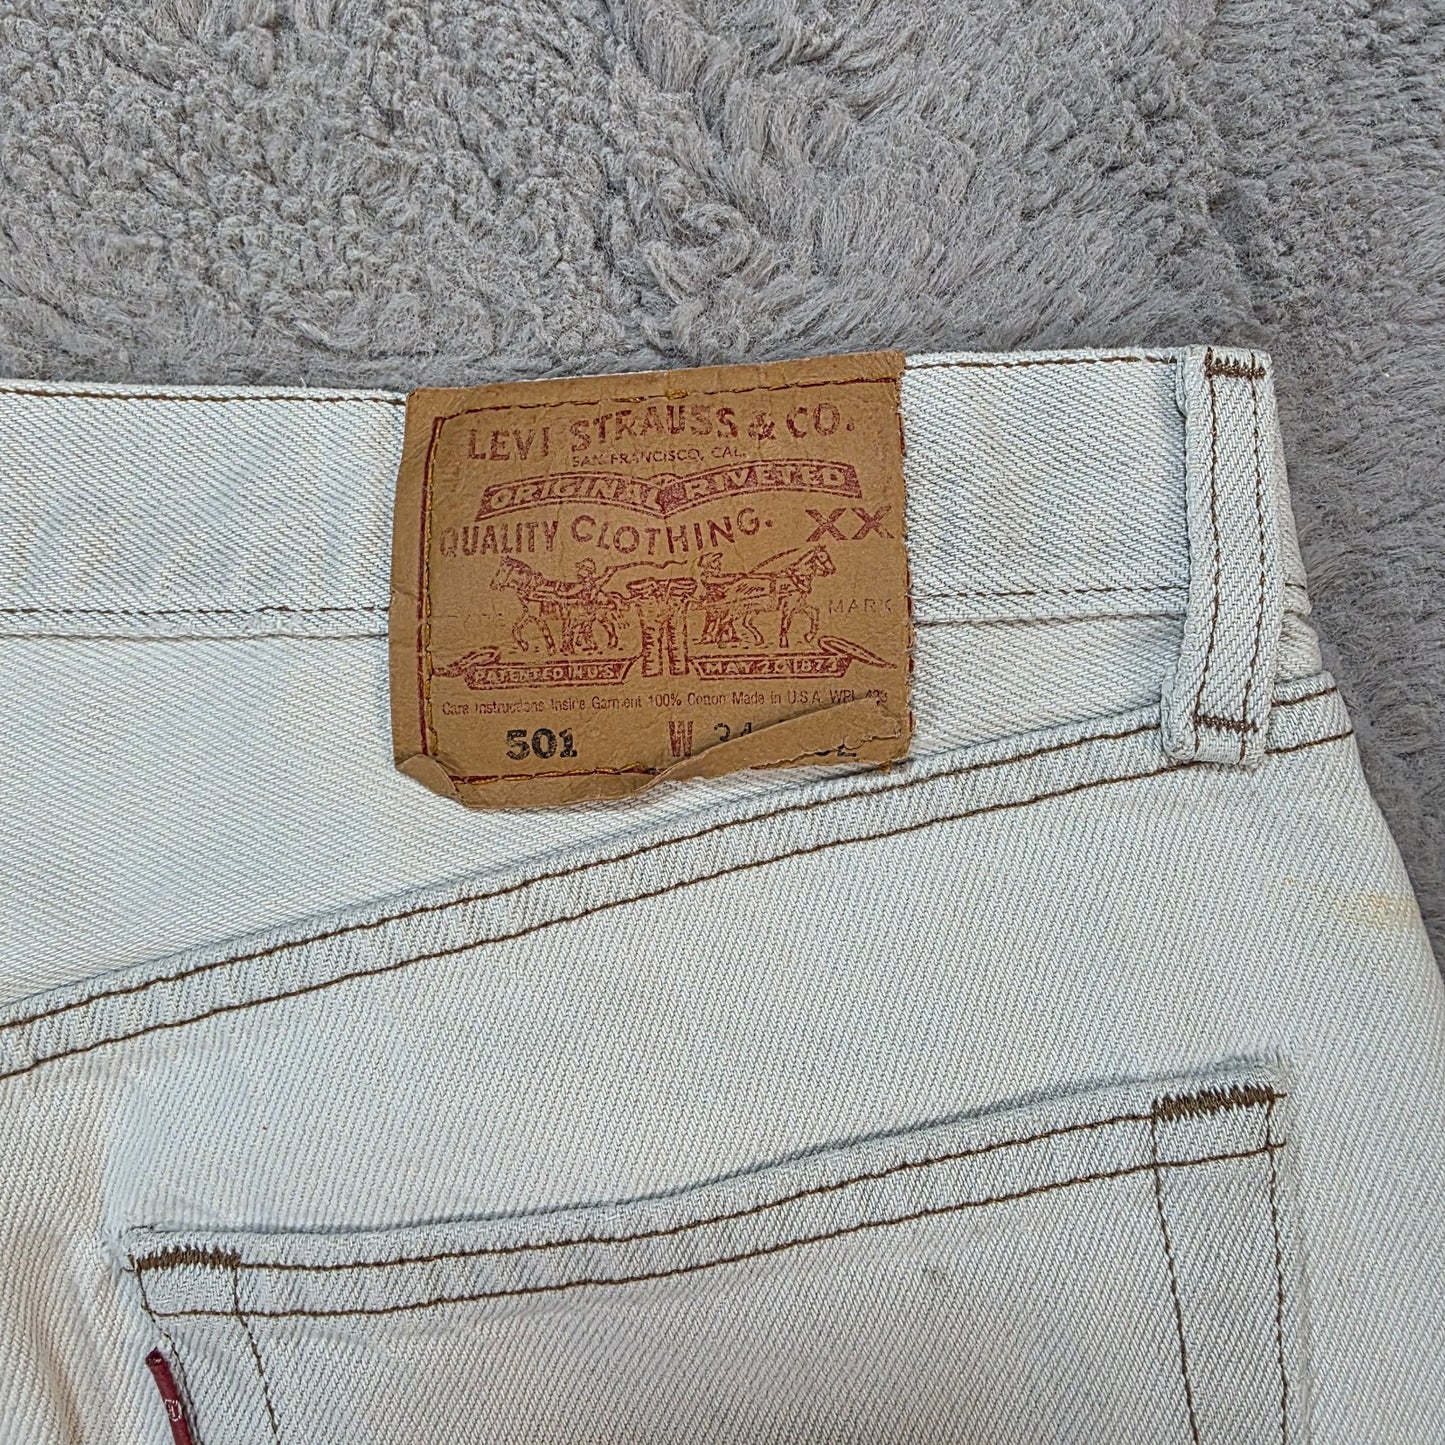 LEVI STRAUSS & CO.
SAN FRANCISCO, CAL.
ORIGINAL RIVETED
QUALITY CLOTHING. XX
MARK
PATENTED IN U.S. MAY 20 1873
Care Instructions Inside Garment 100% Cotton Made in U.S.A. WPL 423
501 W 34